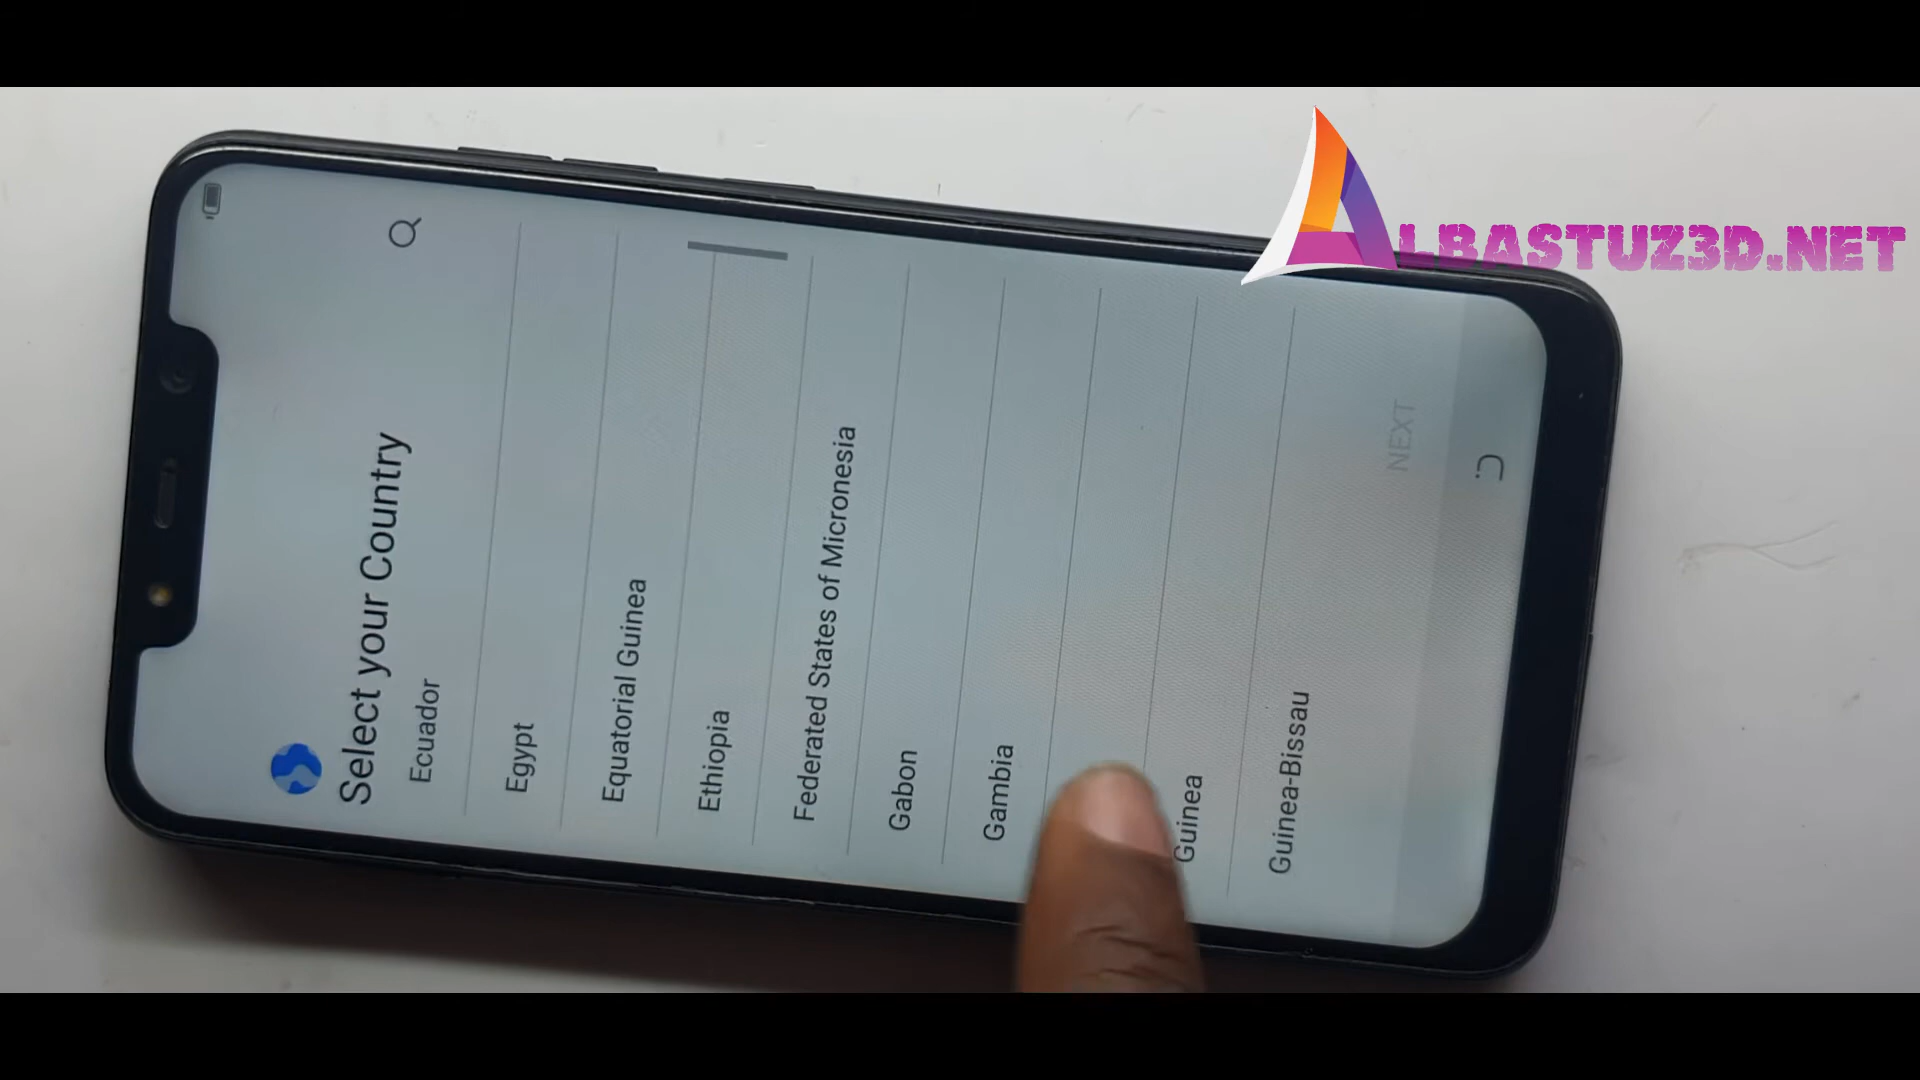 ALBASTUZ3D.NET
Select your Country
Ecuador
Egypt
Equatorial Guinea
Ethiopia
Federated States of Micronesia
Gabon
Gambia
Guinea
Guinea-Bissau
NEXT